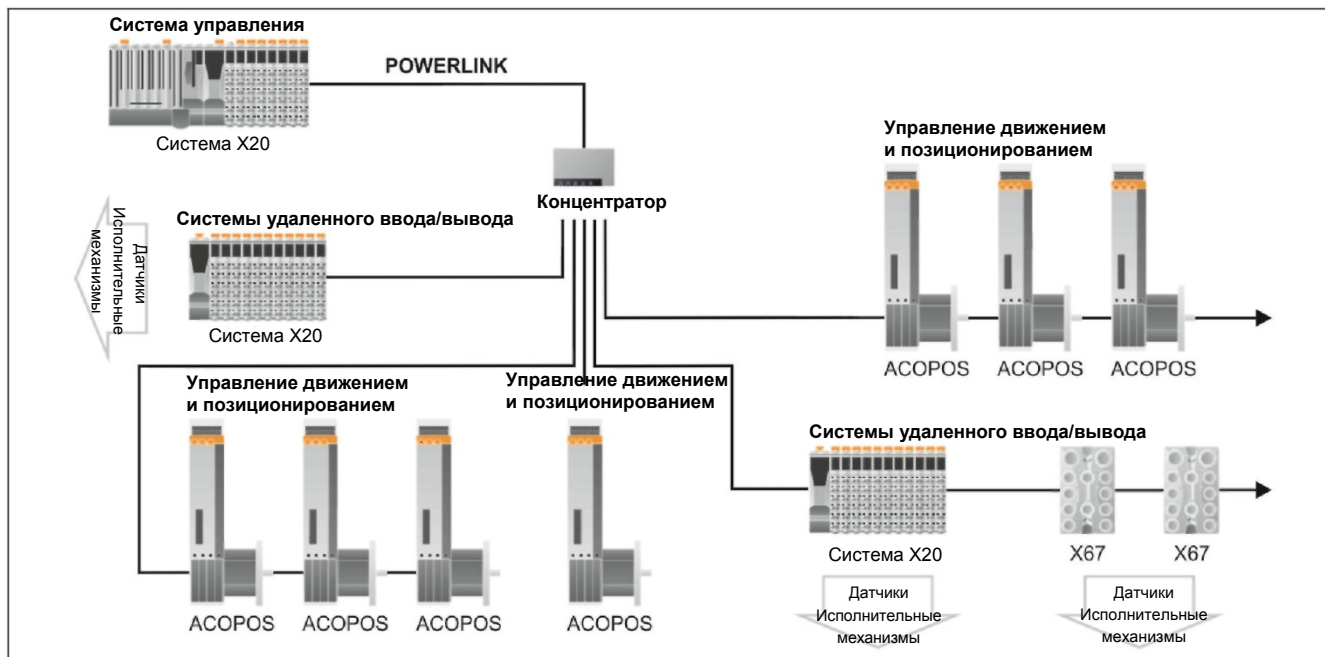 Система управления
POWERLINK
Система X20
Концентратор
Управление движением
и позиционированием
ACOPOS
ACOPOS
ACOPOS
Системы удаленного ввода/вывода
Датчики
Исполнительные
механизмы
Система X20
Управление движением
и позиционированием
ACOPOS
ACOPOS
ACOPOS
Управление движением
и позиционированием
ACOPOS
Системы удаленного ввода/вывода
Система X20
X67
X67
Датчики
Исполнительные
механизмы
Датчики
Исполнительные
механизмы